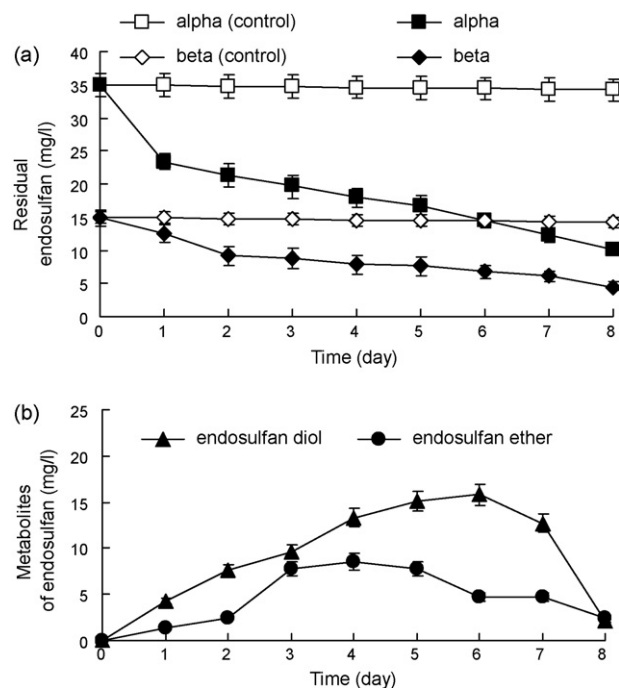 alpha (control) alpha
beta (control) beta
(a)
40
35
30
25
20
15
10
5
0
Residual
endosulfan (mg/l)
0 1 2 3 4 5 6 7 8
Time (day)
(b)
25
20
15
10
5
0
endosulfan diol endosulfan ether
Metabolites
of endosulfan (mg/l)
0 1 2 3 4 5 6 7 8
Time (day)